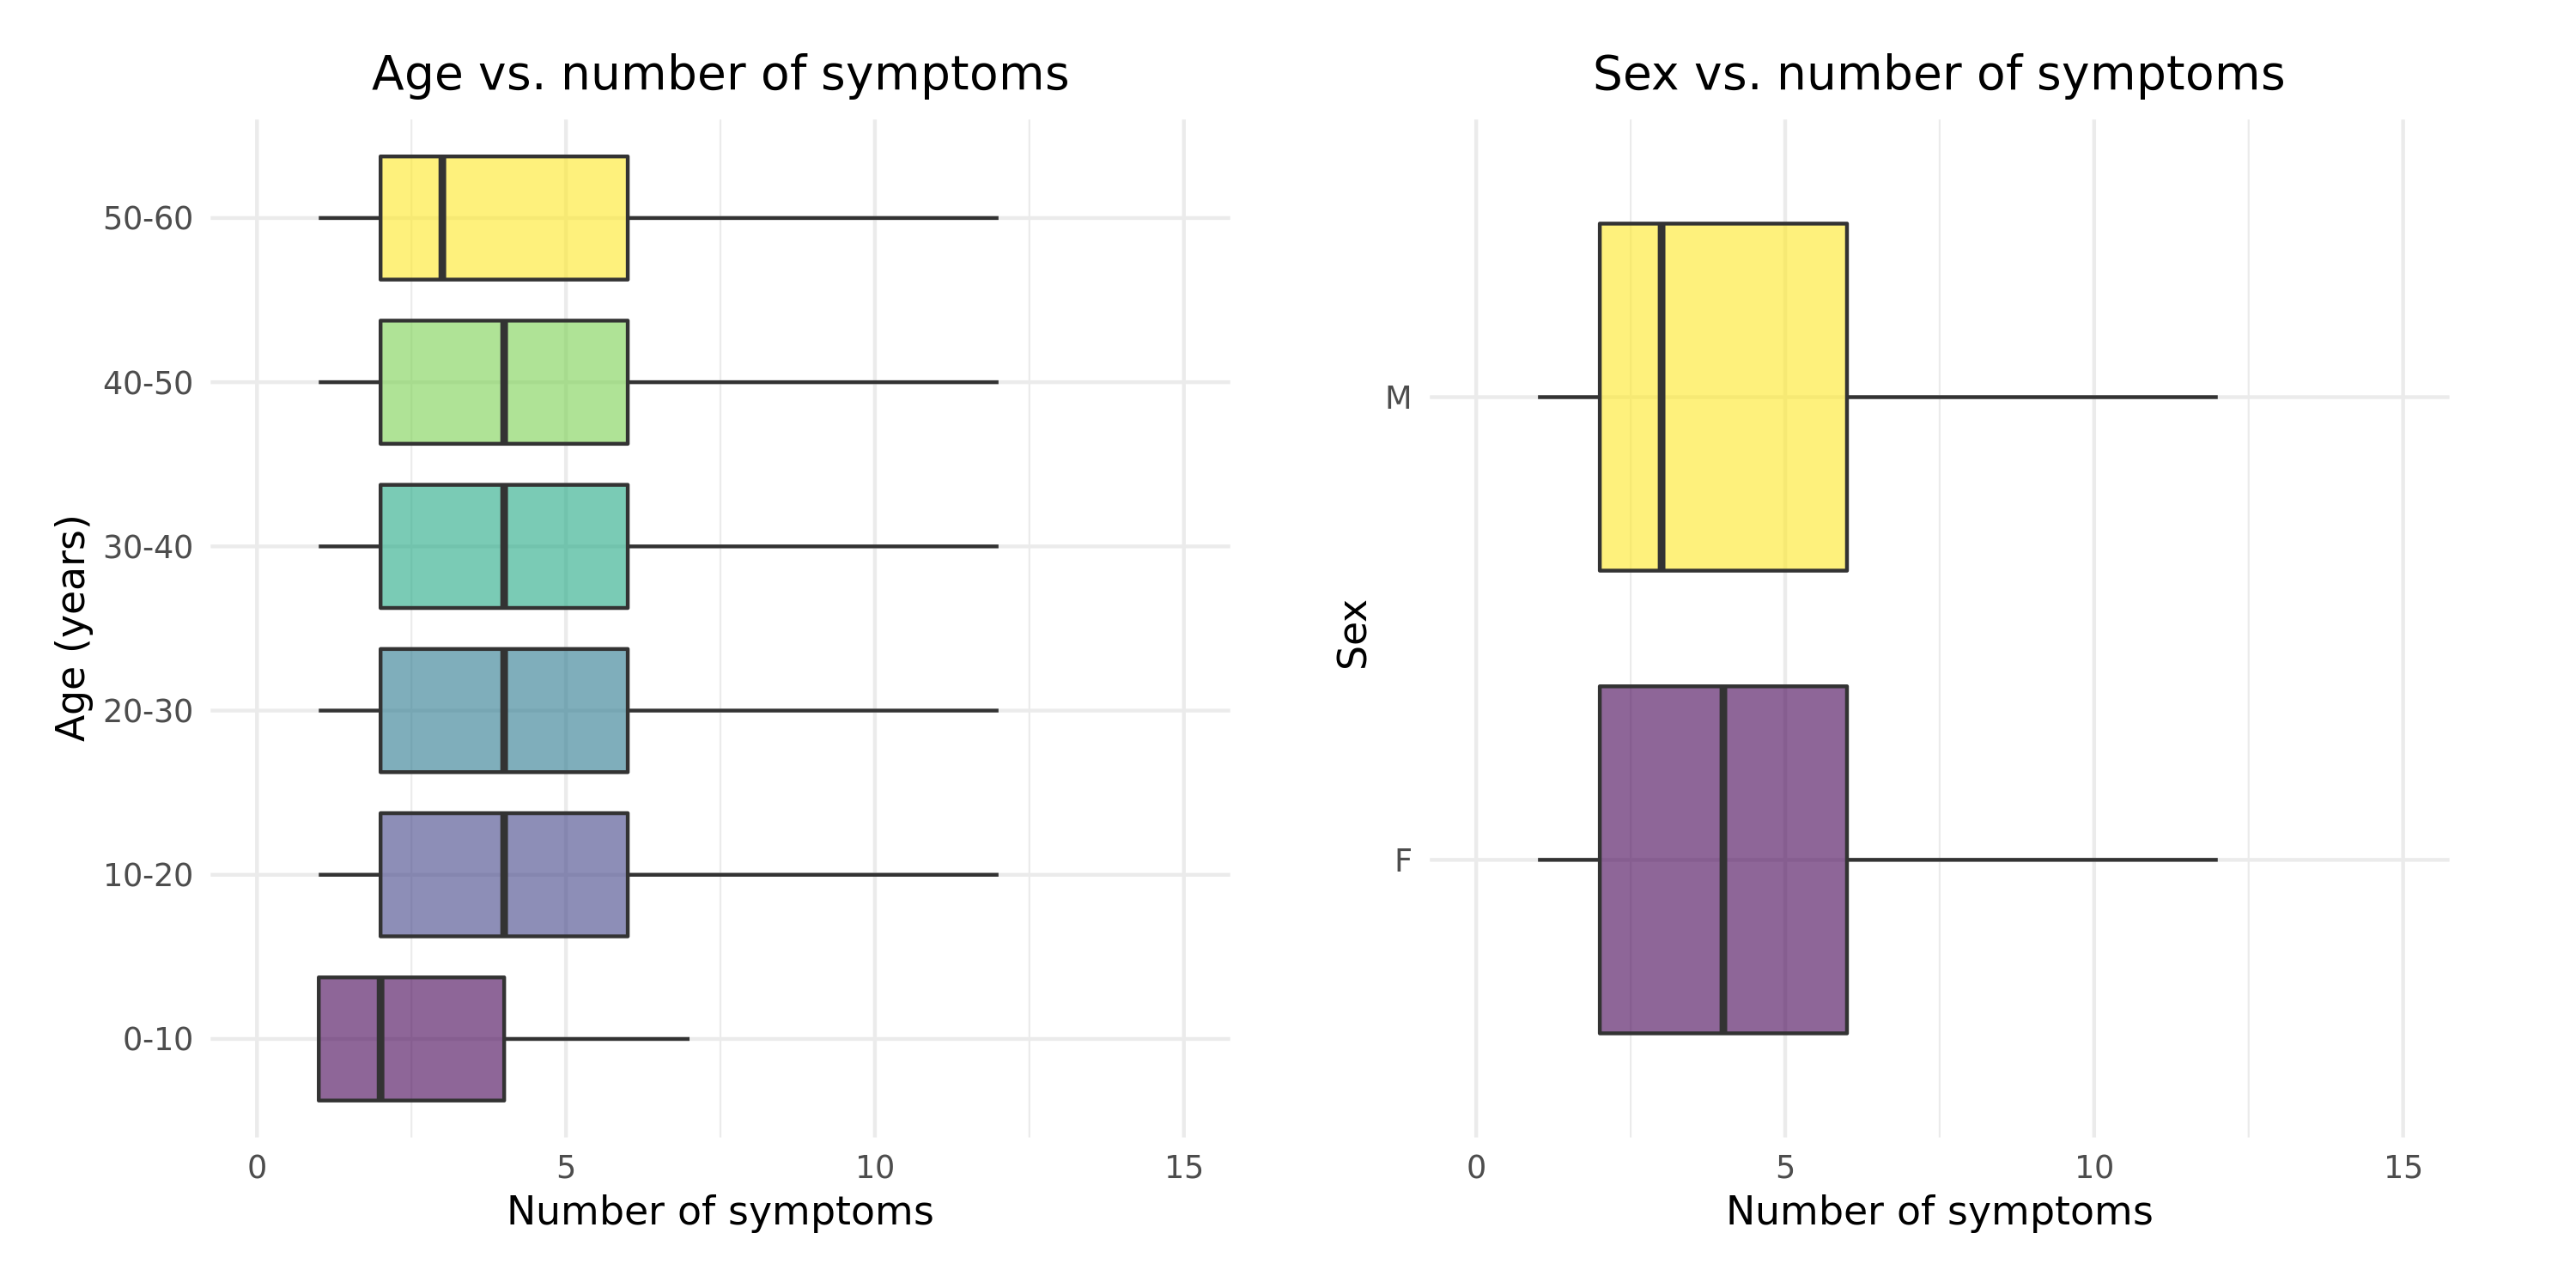 Age vs. number of symptoms
Age (years)
50-60
40-50
30-40
20-30
10-20
0-10
0 5 10 15
Number of symptoms
Sex vs. number of symptoms
Sex
M
F
0 5 10 15
Number of symptoms